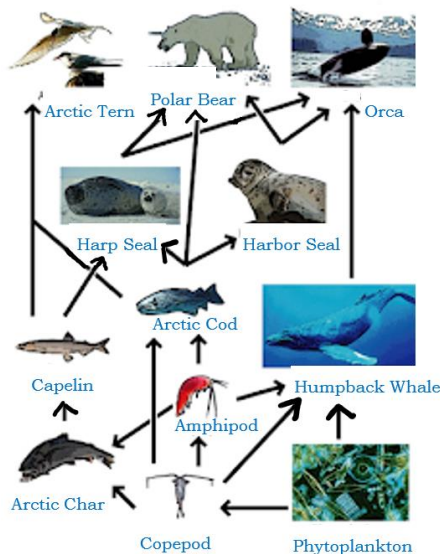 Arctic Tern
Polar Bear
Orca
Harp Seal
Harbor Seal
Arctic Cod
Capelin
Humpback Whale
Amphipod
Arctic Char
Copepod
Phytoplankton